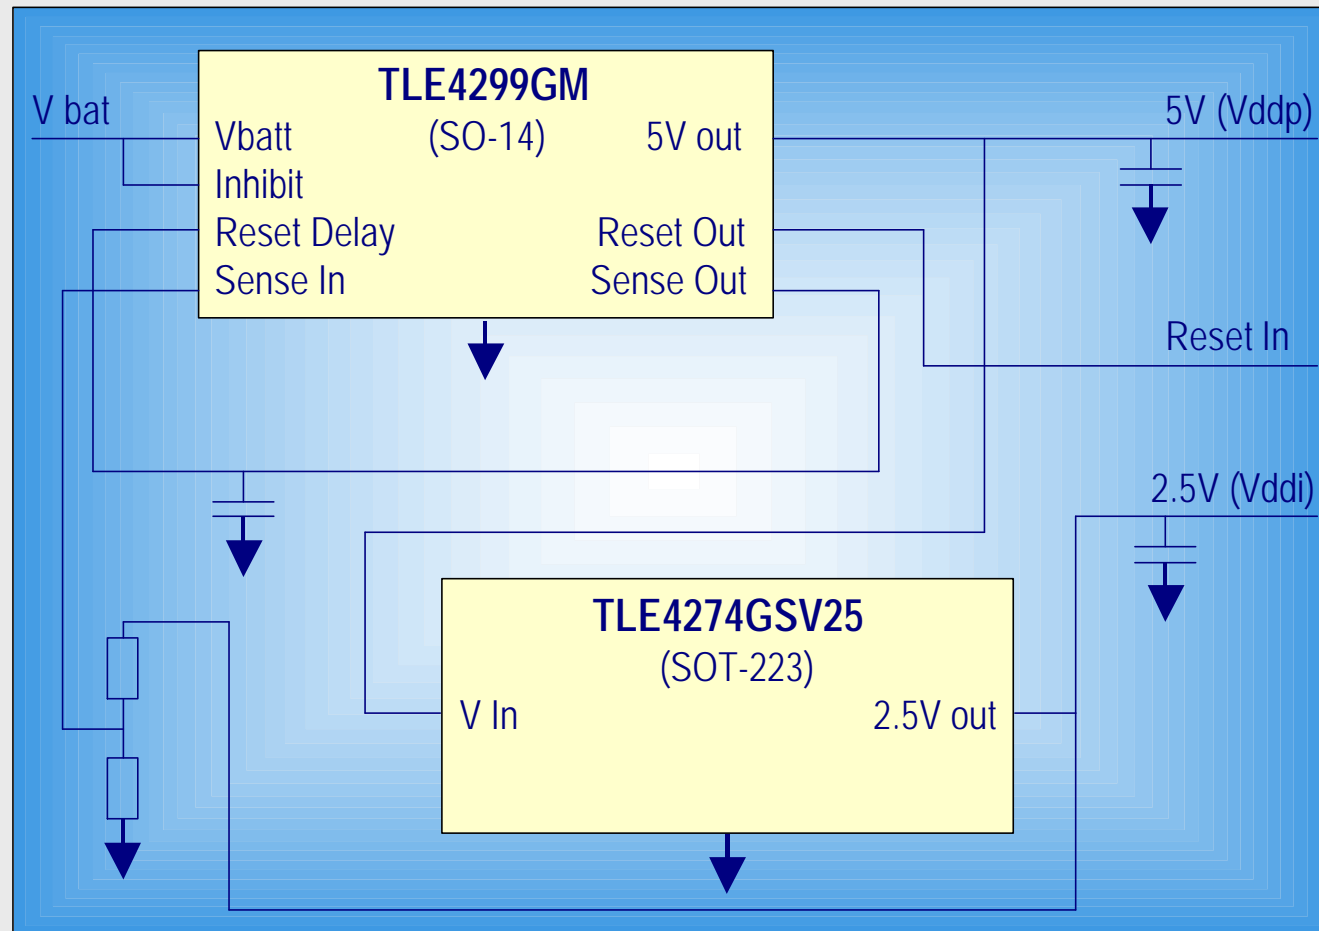 TLE4299GM
(SO-14)
V bat
5V (Vddp)
Vbatt
5V out
Inhibit
Reset Delay
Reset Out
Sense In
Sense Out
Reset In
2.5V (Vddi)
TLE4274GSV25
(SOT-223)
V In
2.5V out